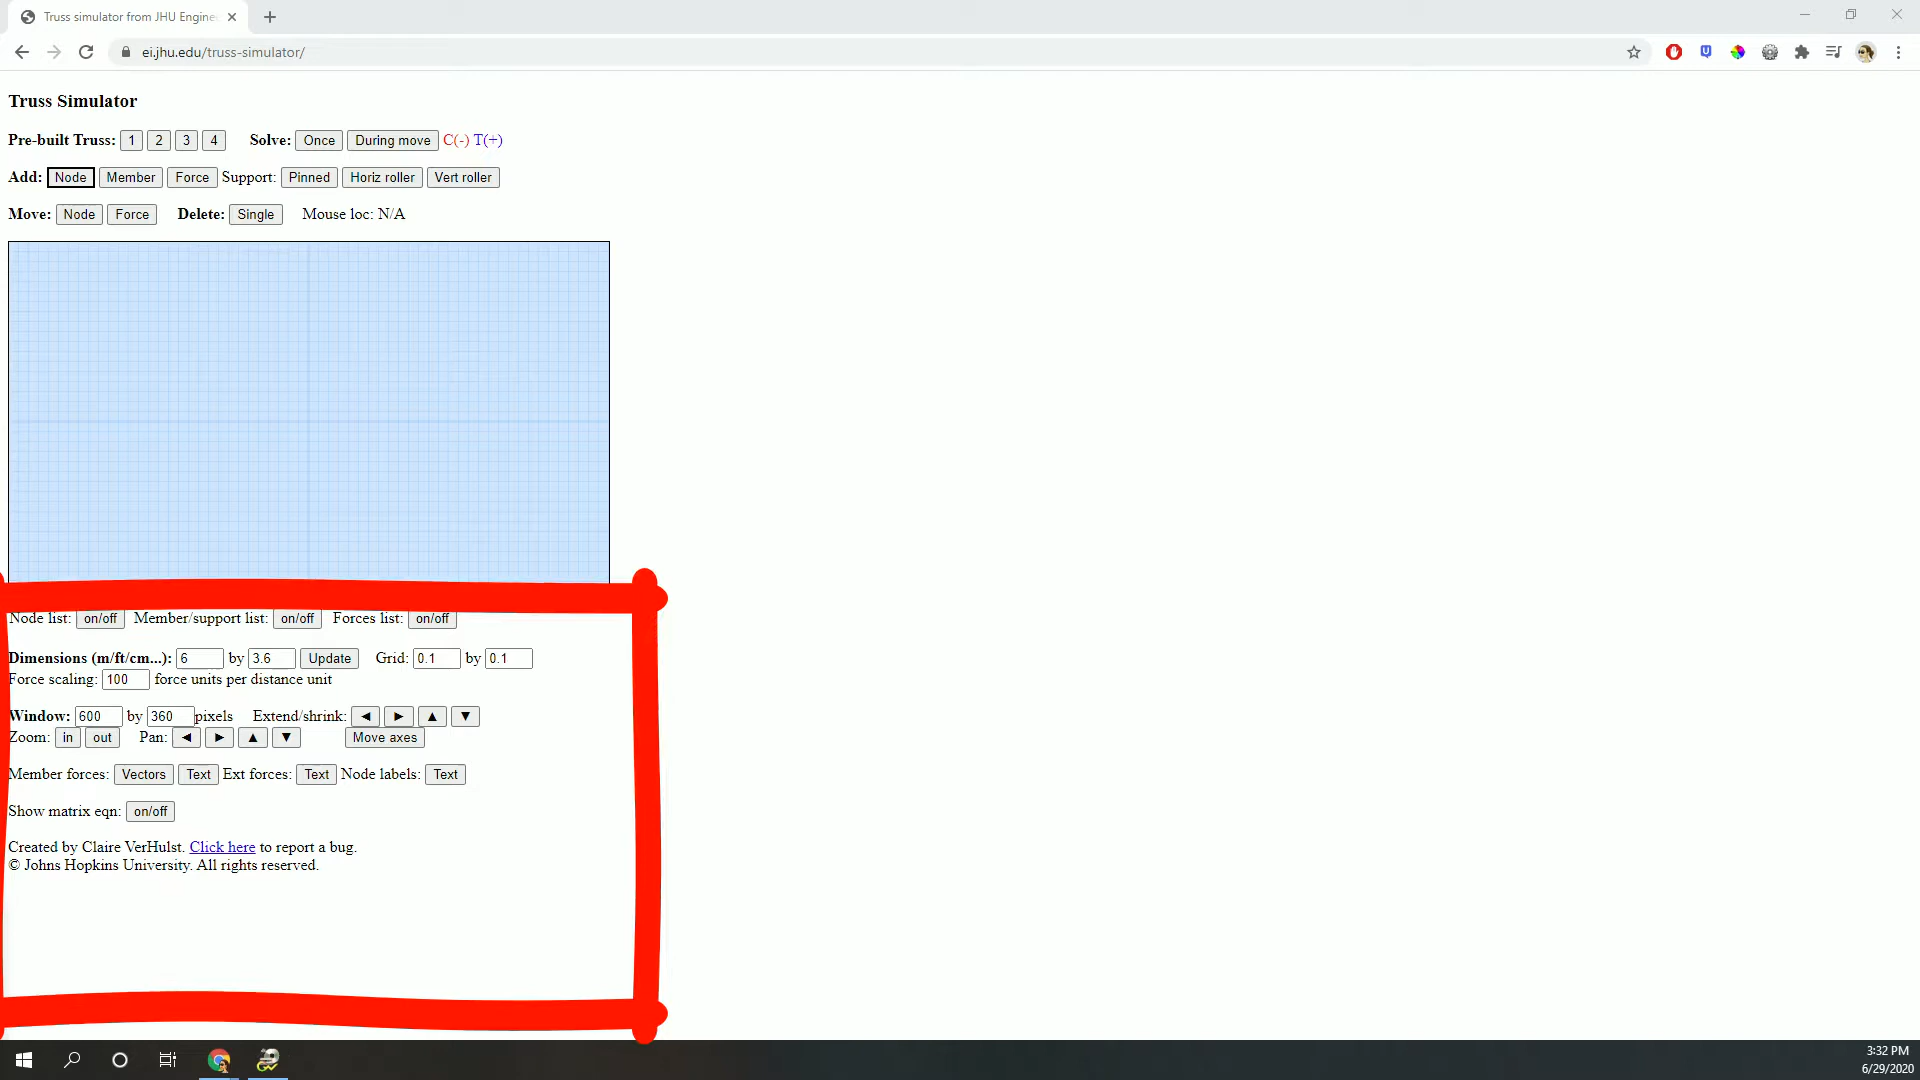 Truss simulator from JHU Engine
ei.jhu.edu/truss-simulator/
Truss Simulator
Pre-built Truss: 1 2 3 4 Solve: Once During move C(-) T(+)
Add: Node Member Force Support: Pinned Horiz roller Vert roller
Move: Node Force Delete: Single Mouse loc: N/A
Node list: on/off Member/support list: on/off Forces list: on/off
Dimensions (m/ft/cm...): 6 by 3.6 Update Grid: 0.1 by 0.1
Force scaling: 100 force units per distance unit
Window: 600 by 360 pixels Extend/shrink: ◄ ► ▲ ▼
Zoom: in out Pan: ◄ ► ▲ ▼ Move axes
Member forces: Vectors Text Ext forces: Text Node labels: Text
Show matrix eqn: on/off
Created by Claire VerHulst. Click here to report a bug.
© Johns Hopkins University. All rights reserved.
3:32 PM
6/29/2020